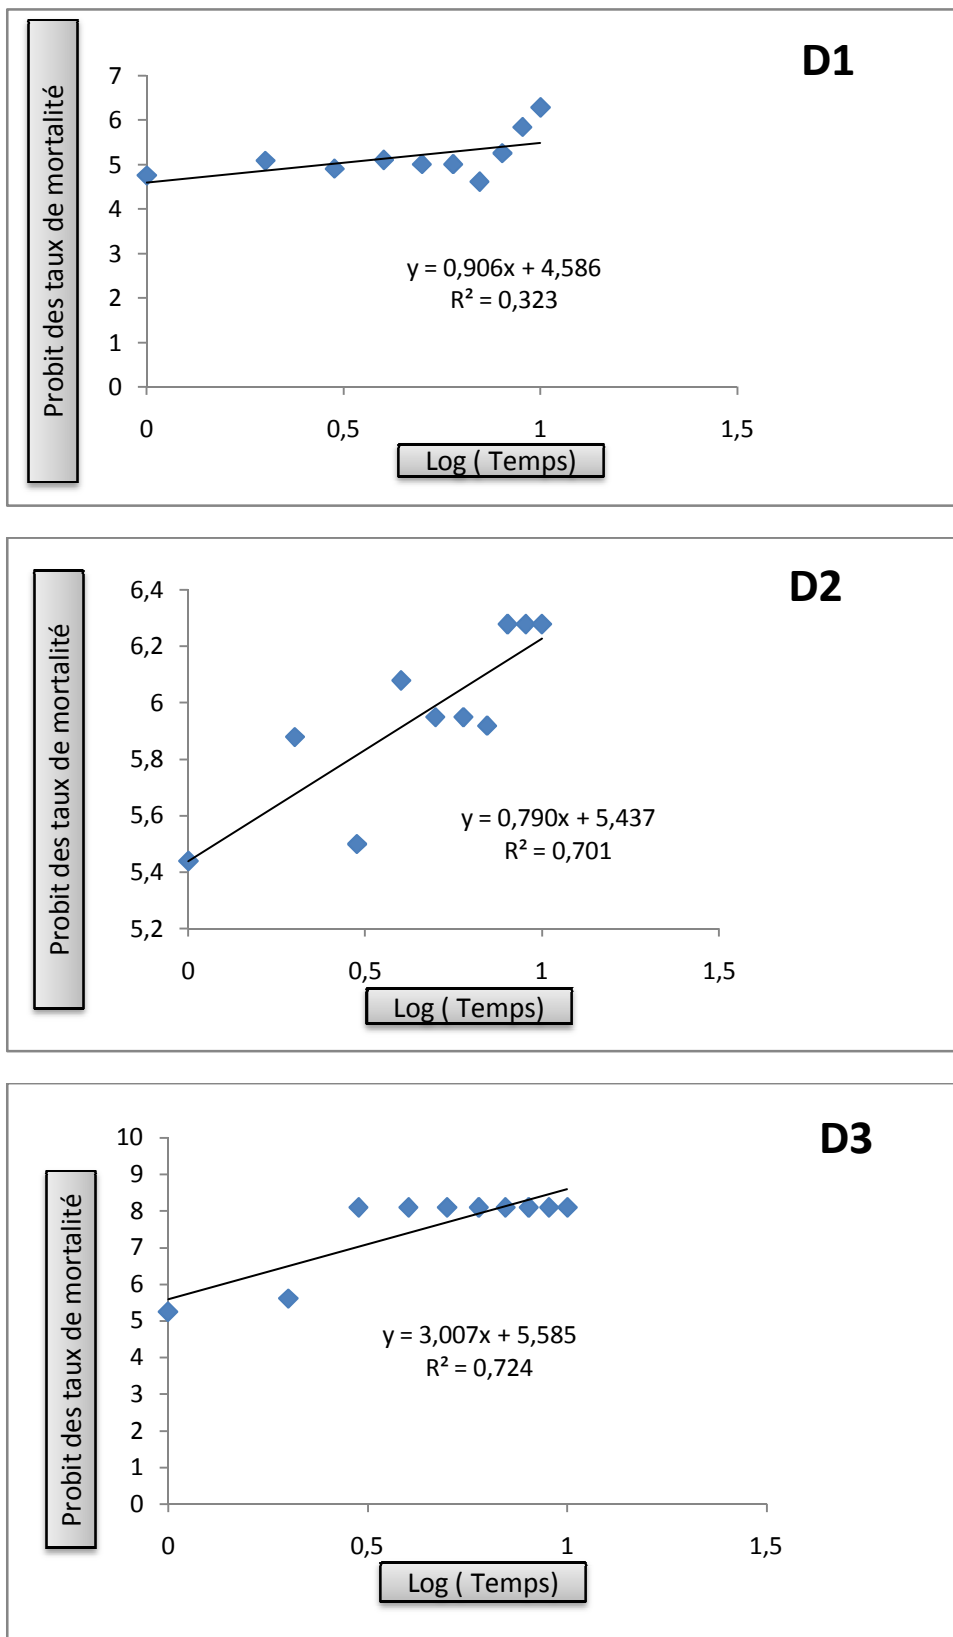 D1
Probit des taux de mortalité
7
6
5
4
3
2
1
0
y = 0,906x + 4,586
R² = 0,323
0 0,5 1 1,5
Log ( Temps)
D2
Probit des taux de mortalité
6,4
6,2
6
5,8
5,6
5,4
5,2
y = 0,790x + 5,437
R² = 0,701
0 0,5 1 1,5
Log ( Temps)
D3
Probit des taux de mortalité
10
9
8
7
6
5
4
3
2
1
0
y = 3,007x + 5,585
R² = 0,724
0 0,5 1 1,5
Log ( Temps)